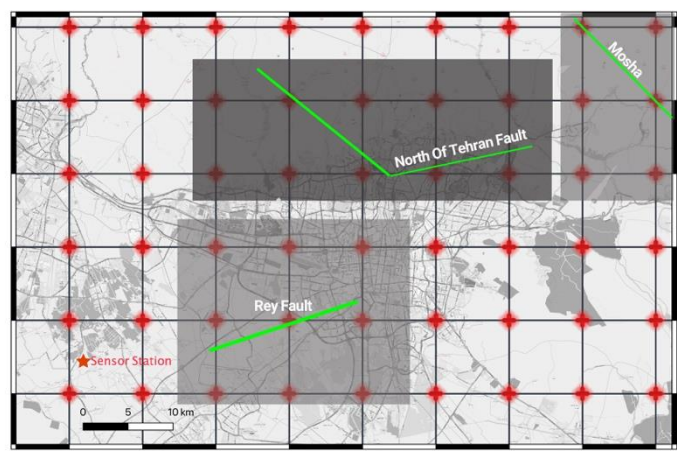 Mosha
North Of Tehran Fault
Rey Fault
Sensor Station
0 5 10 km